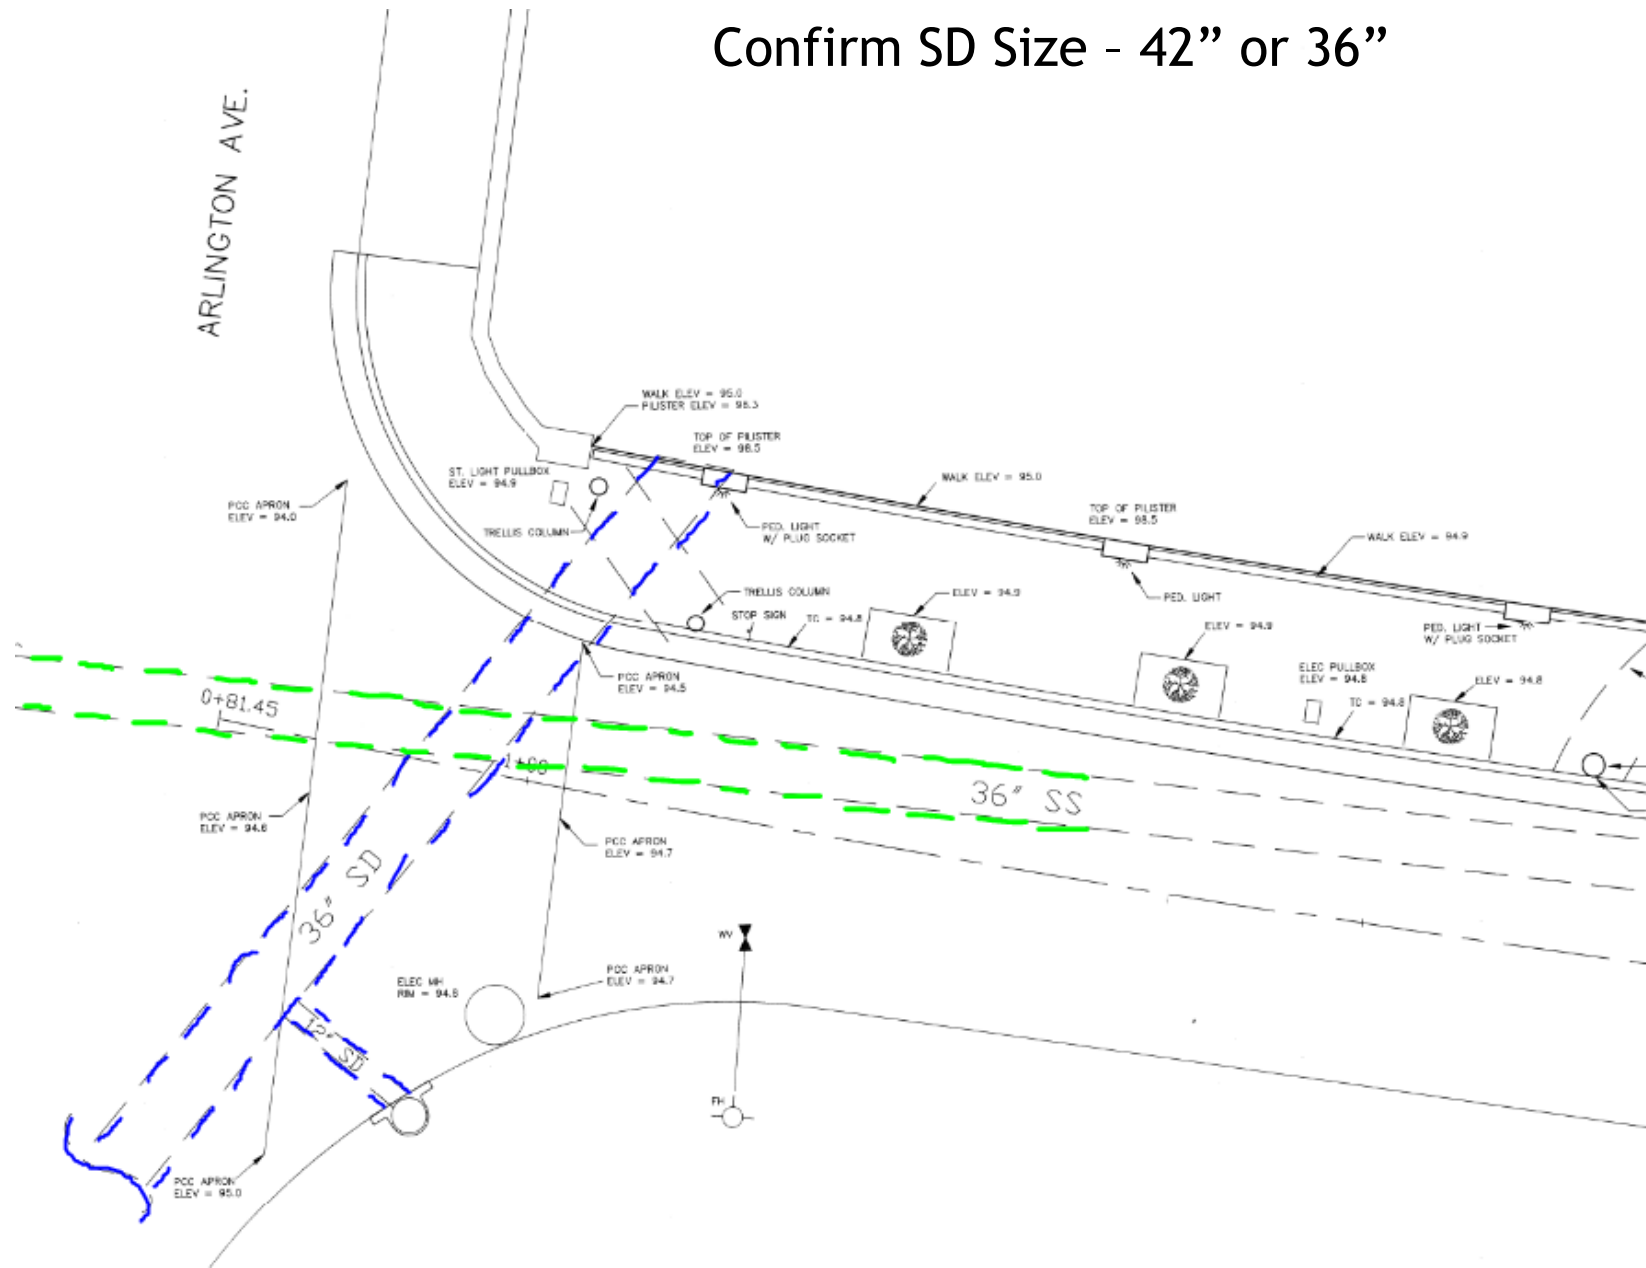 Confirm SD Size – 42” or 36”
ARLINGTON AVE.
WALK ELEV = 95.0
PILISTER ELEV = 98.3
TOP OF PILISTER
ELEV = 98.5
ST. LIGHT PULLBOX
ELEV = 94.9
WALK ELEV = 95.0
PCC APRON
ELEV = 94.0
TRELLIS COLUMN
PED. LIGHT
W/ PLUG SOCKET
TOP OF PILISTER
ELEV = 98.5
WALK ELEV = 94.9
TRELLIS COLUMN
STOP SIGN
TC = 94.8
ELEV = 94.9
PED. LIGHT
ELEV = 94.9
PED. LIGHT
W/ PLUG SOCKET
PCC APRON
ELEV = 94.5
ELEC PULLBOX
ELEV = 94.8
ELEV = 94.8
TC = 94.8
0+81.45
1+00
36" SS
PCC APRON
ELEV = 94.6
PCC APRON
ELEV = 94.7
36" SD
WV
ELEC MH
RIM = 94.8
PCC APRON
ELEV = 94.7
12" SD
FH
PCC APRON
ELEV = 95.0